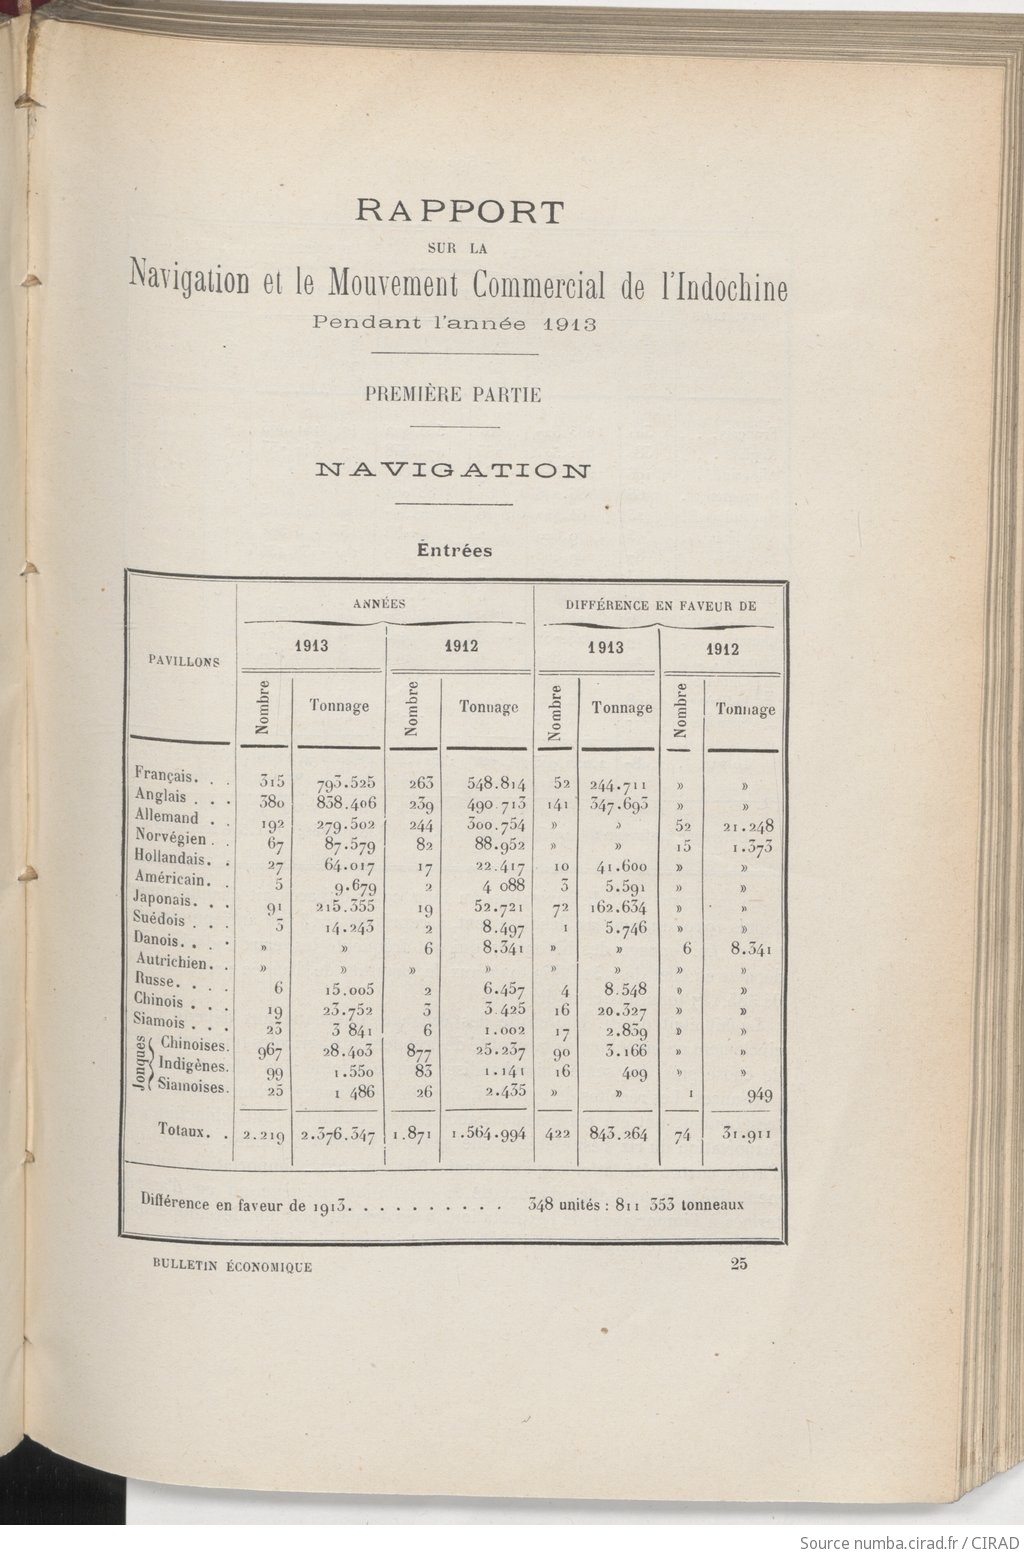 RAPPORT
SUR LA
Navigation et le Mouvement Commercial de l'Indochine
Pendant l'année 1913
PREMIÈRE PARTIE
NAVIGATION
Entrées
PAVILLONS ANNÉES DIFFÉRENCE EN FAVEUR DE
1913 1912 1913 1912
Nombre Tonnage Nombre Tonnage Nombre Tonnage Nombre Tonnage
Français. . . 315 793.525 263 548.814 52 244.711 » »
Anglais . . . 380 838.406 239 490.713 141 347.693 » »
Allemand . . 192 279.502 244 300.754 » » 52 21.248
Norvégien . . 67 87.579 82 88.952 » » 15 1.373
Hollandais. . 27 64.017 17 22.417 10 41.600 » »
Américain. . 5 9.679 2 4 088 3 5.591 » »
Japonais. . . 91 215.355 19 52.721 72 162.634 » »
Suédois . . . 3 14.243 2 8.497 1 5.746 » »
Danois. . . . » » 6 8.341 » » 6 8.341
Autrichien. . » » » » » » » »
Russe. . . . 6 15.005 2 6.457 4 8.548 » »
Chinois . . . 19 23.752 3 3.425 16 20.327 » »
Siamois . . . 23 3 841 6 1.002 17 2.839 » »
Jonques Chinoises. 967 28.403 877 25.237 90 3.166 » »
Indigènes. 99 1.550 83 1.141 16 409 » »
Siamoises. 25 1 486 26 2.435 » » 1 949
Totaux. . 2.219 2.376.347 1.871 1.564.994 422 843.264 74 31.911
Différence en faveur de 1913. . . . . . . . . . 348 unités : 811 353 tonneaux
BULLETIN ÉCONOMIQUE 25
Source numba.cirad.fr / CIRAD